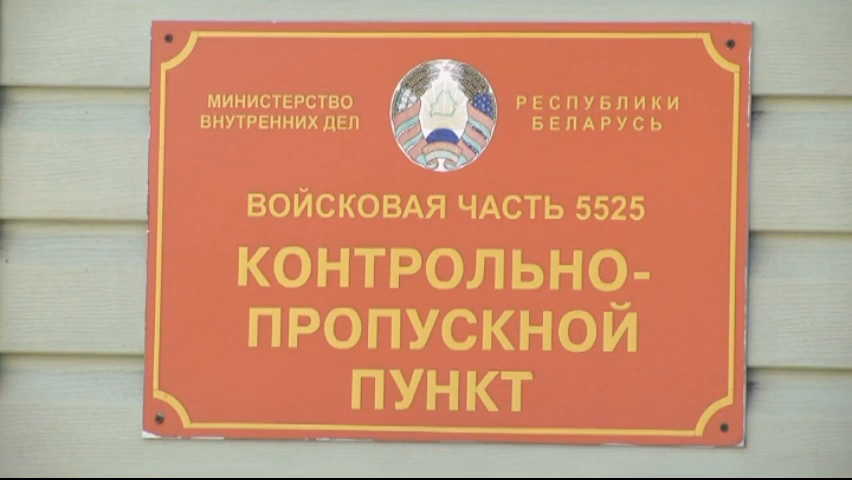 МИНИСТЕРСТВО
ВНУТРЕННИХ ДЕЛ
РЕСПУБЛИКИ
БЕЛАРУСЬ
ВОЙСКОВАЯ ЧАСТЬ 5525
КОНТРОЛЬНО-
ПРОПУСКНОЙ
ПУНКТ